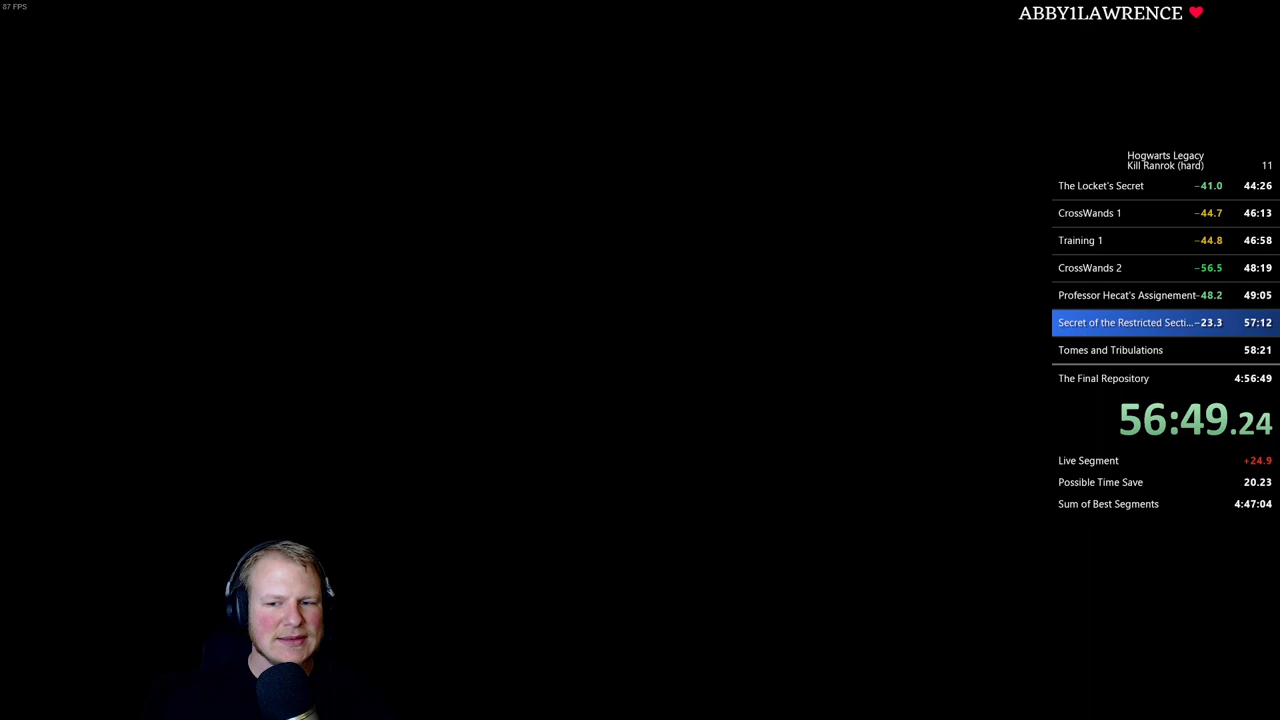 87 FPS
ABBY1LAWRENCE ❤
Hogwarts Legacy
Kill Ranrok (hard) 11
The Locket's Secret −41.0 44:26
CrossWands 1 −44.7 46:13
Training 1 −44.8 46:58
CrossWands 2 −56.5 48:19
Professor Hecat's Assignement −48.2 49:05
Secret of the Restricted Secti... −23.3 57:12
Tomes and Tribulations 58:21
The Final Repository 4:56:49
56:49.24
Live Segment +24.9
Possible Time Save 20.23
Sum of Best Segments 4:47:04